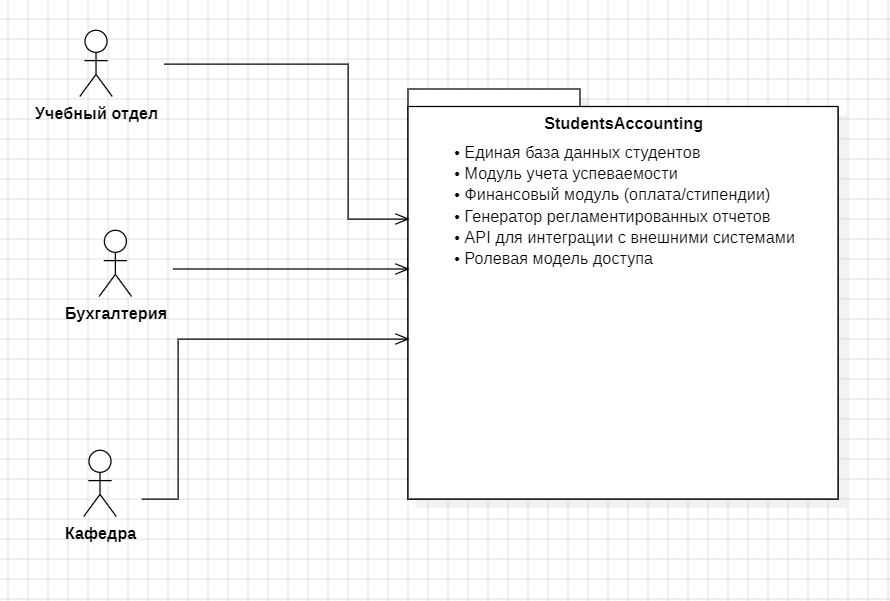 Учебный отдел
StudentsAccounting
• Единая база данных студентов
• Модуль учета успеваемости
• Финансовый модуль (оплата/стипендии)
• Генератор регламентированных отчетов
• API для интеграции с внешними системами
• Ролевая модель доступа
Бухгалтерия
Кафедра